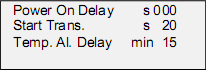 Power On Delay s 000
Start Trans. s 20
Temp. Al. Delay min 15